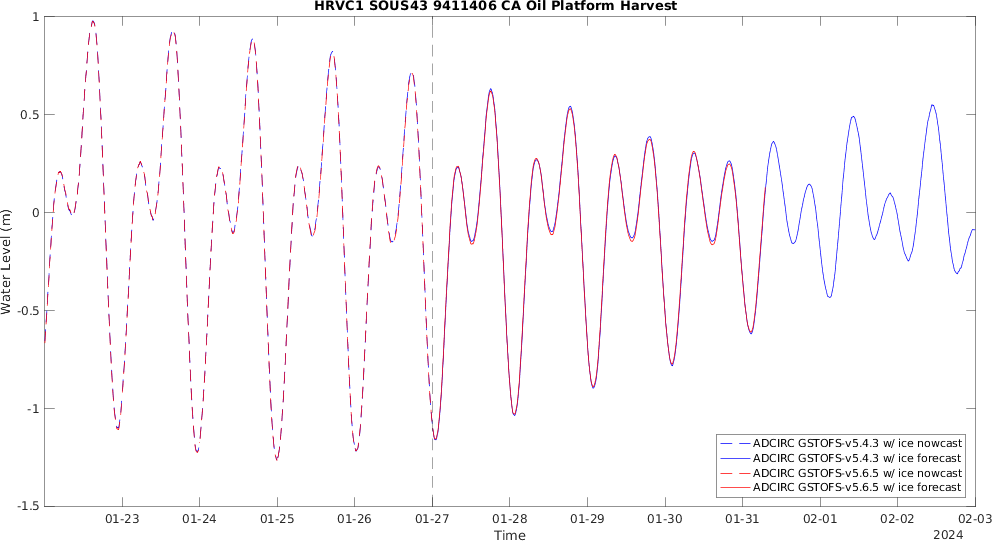 HRVC1 SOUS43 9411406 CA Oil Platform Harvest
1
0.5
0
-0.5
-1
-1.5
Water Level (m)
ADCIRC GSTOFS-v5.4.3 w/ ice nowcast
ADCIRC GSTOFS-v5.4.3 w/ ice forecast
ADCIRC GSTOFS-v5.6.5 w/ ice nowcast
ADCIRC GSTOFS-v5.6.5 w/ ice forecast
01-23 01-24 01-25 01-26 01-27 01-28 01-29 01-30 01-31 02-01 02-02 02-03
Time
2024